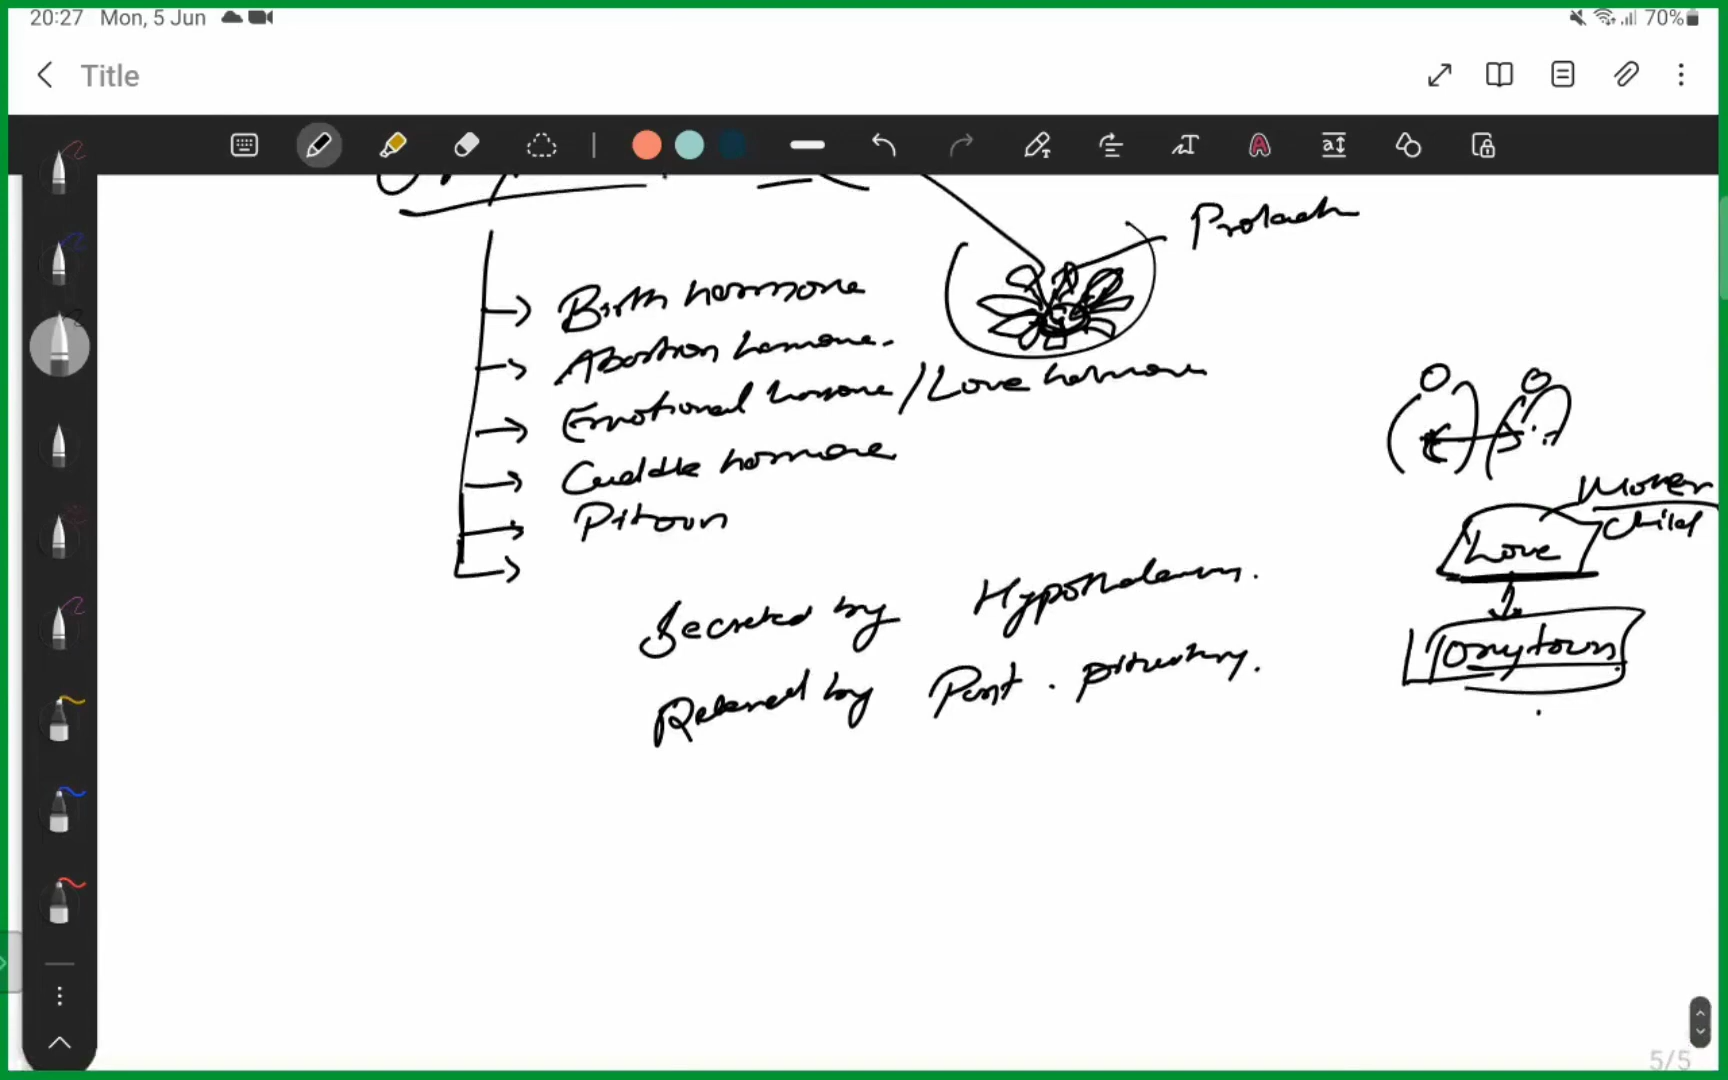 20:27 Mon, 5 Jun
70%
Title
Prolach
Birth hormone
Abortion hormone.
Emotional hormone / Love hormone
Cuddle hormone
Pitocin
Mother
Child
Love
Secreted by Hypothalamus.
Oxytocin
Released by Post. pituitary.
5/5